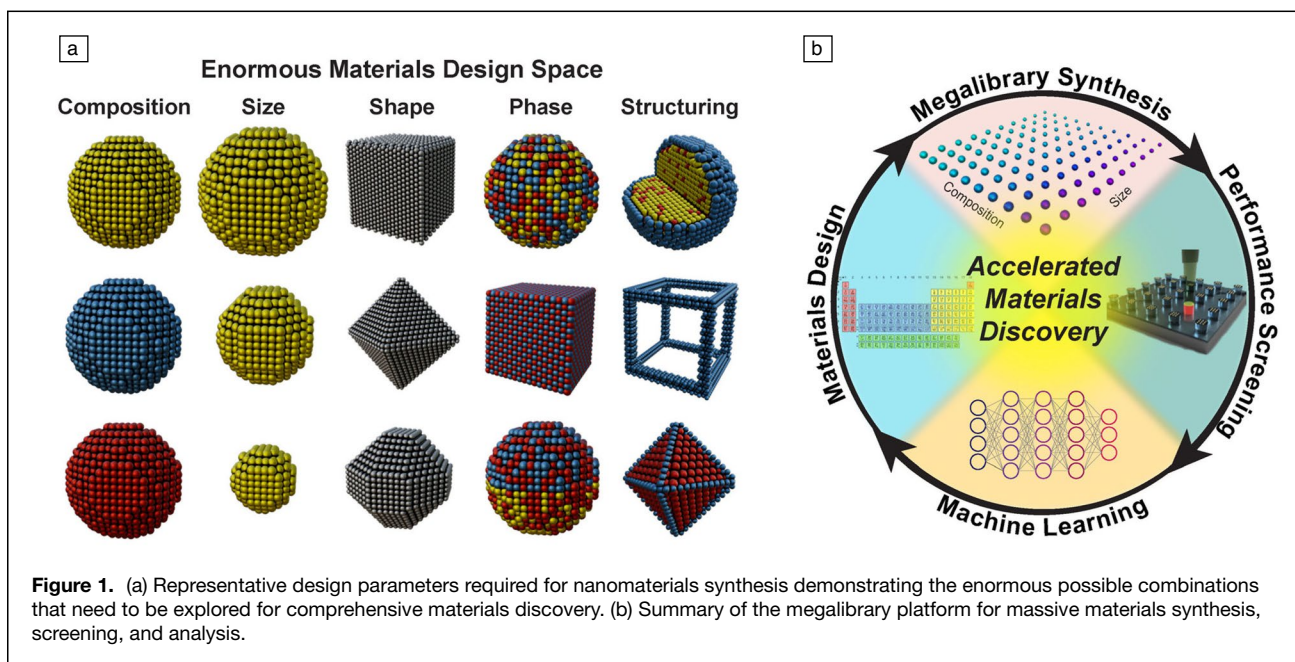 a
Enormous Materials Design Space
Composition Size Shape Phase Structuring
b
Megalibrary Synthesis
Composition
Size
Performance Screening
Materials Design
Accelerated
Materials
Discovery
Machine Learning
Figure 1. (a) Representative design parameters required for nanomaterials synthesis demonstrating the enormous possible combinations
that need to be explored for comprehensive materials discovery. (b) Summary of the megalibrary platform for massive materials synthesis,
screening, and analysis.